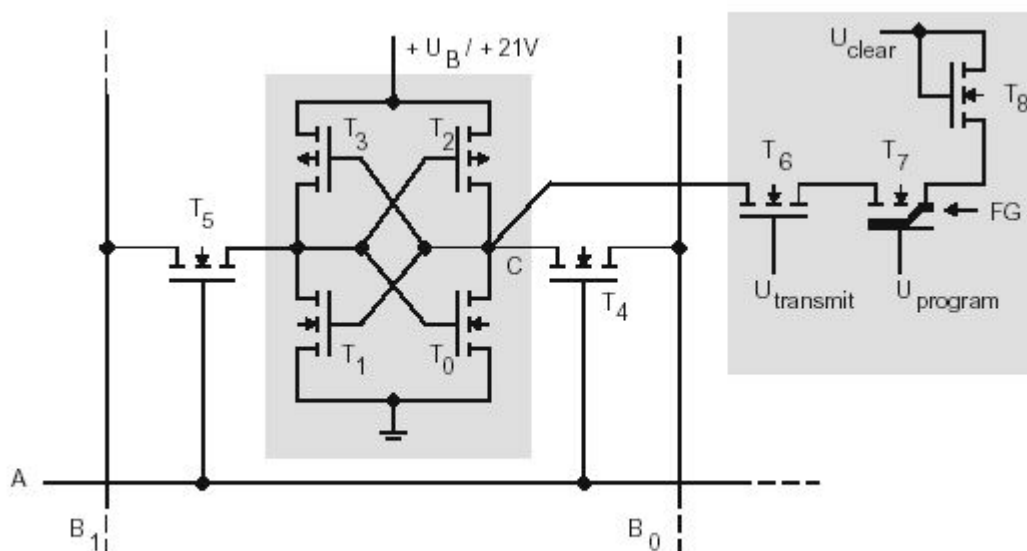 + U_B / + 21V
U_clear
T_8
T_3
T_2
T_6
T_7
T_5
FG
C
T_4
U_transmit
U_program
T_1
T_0
A
B_1
B_0